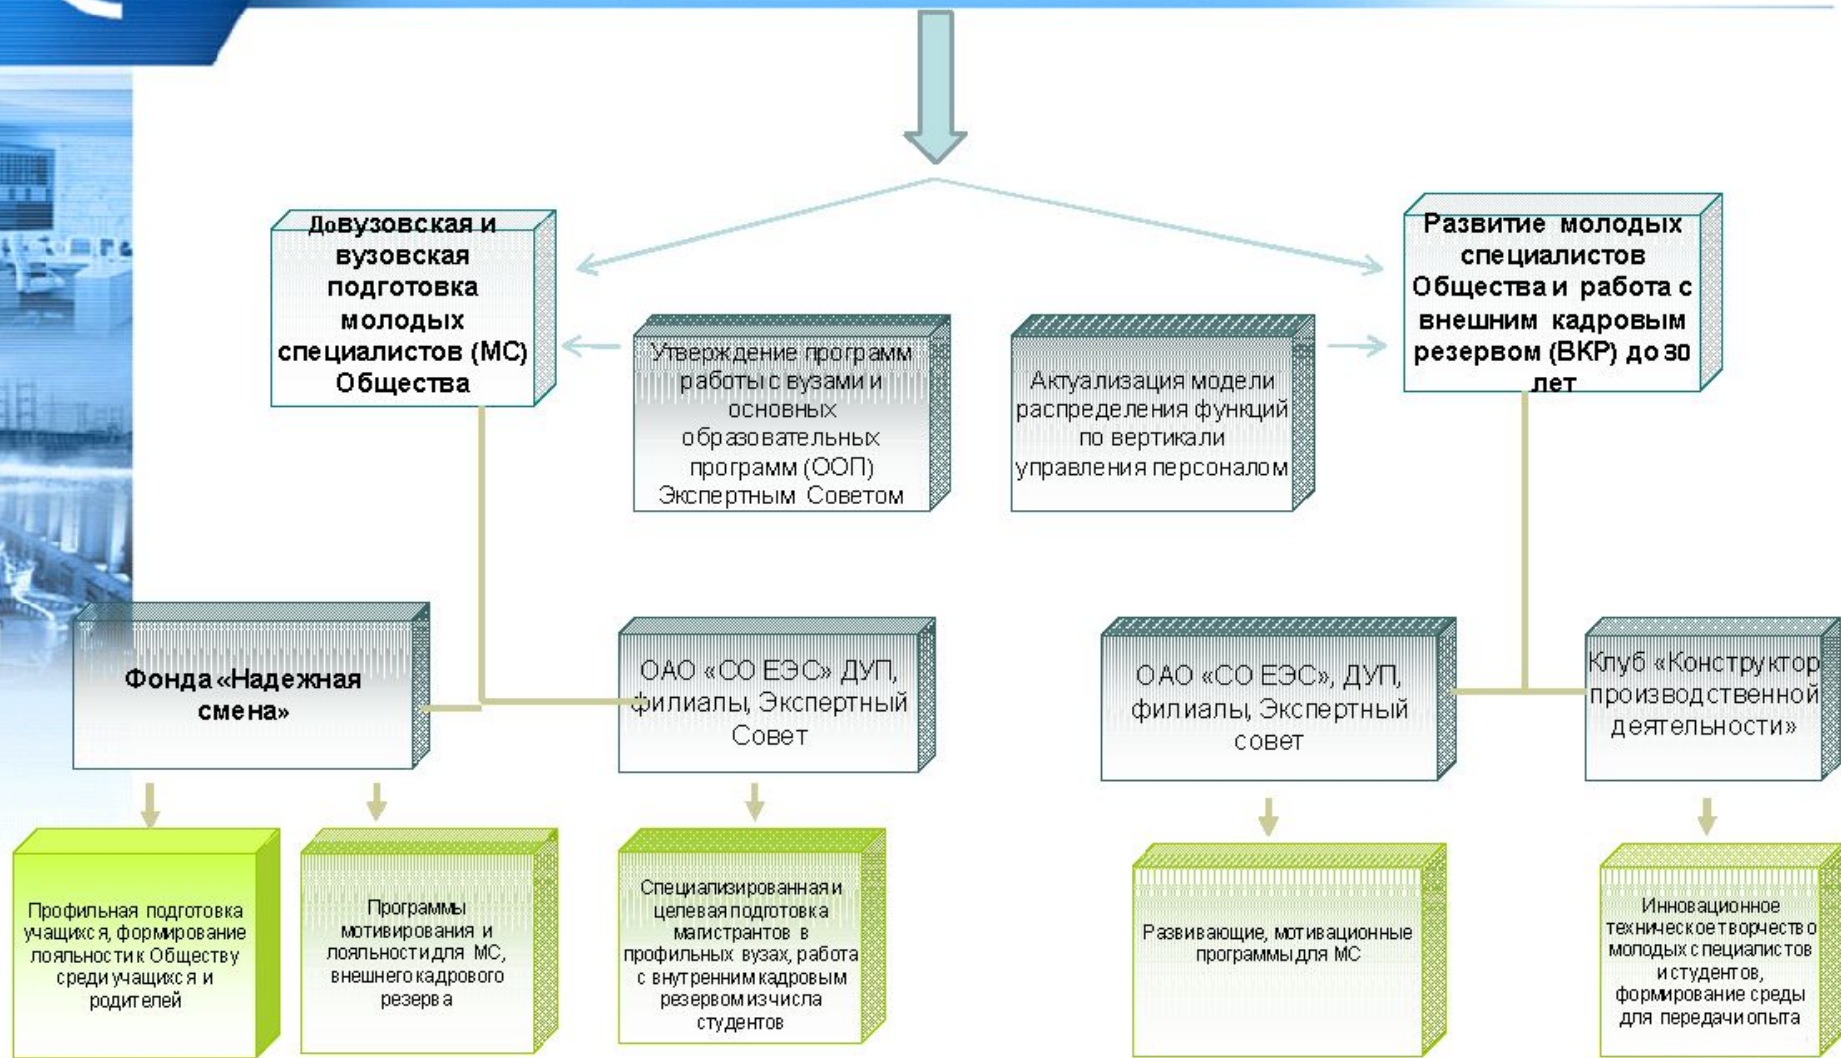 Довузовская и
вузовская
подготовка
молодых
специалистов (МС)
Общества
Развитие молодых
специалистов
Общества и работа с
внешним кадровым
резервом (ВКР) до 30
лет
Утверждение программ
работы с вузами и
основных
образовательных
программ (ООП)
Экспертным Советом
Актуализация модели
распределения функций
по вертикали
управления персоналом
Фонда «Надежная
смена»
ОАО «СО ЕЭС» ДУП,
филиалы, Экспертный
Совет
ОАО «СО ЕЭС», ДУП,
филиалы, Экспертный
совет
Клуб «Конструктор
производственной
деятельности»
Профильная подготовка
учащихся, формирование
лояльности к Обществу
среди учащихся и
родителей
Программы
мотивирования и
лояльности для МС,
внешнего кадрового
резерва
Специализированная и
целевая подготовка
магистрантов в
профильных вузах, работа
с внутренним кадровым
резервом из числа
студентов
Развивающие, мотивационные
программы для МС
Инновационное
техническое творчество
молодых специалистов
и студентов,
формирование среды
для передачи опыта